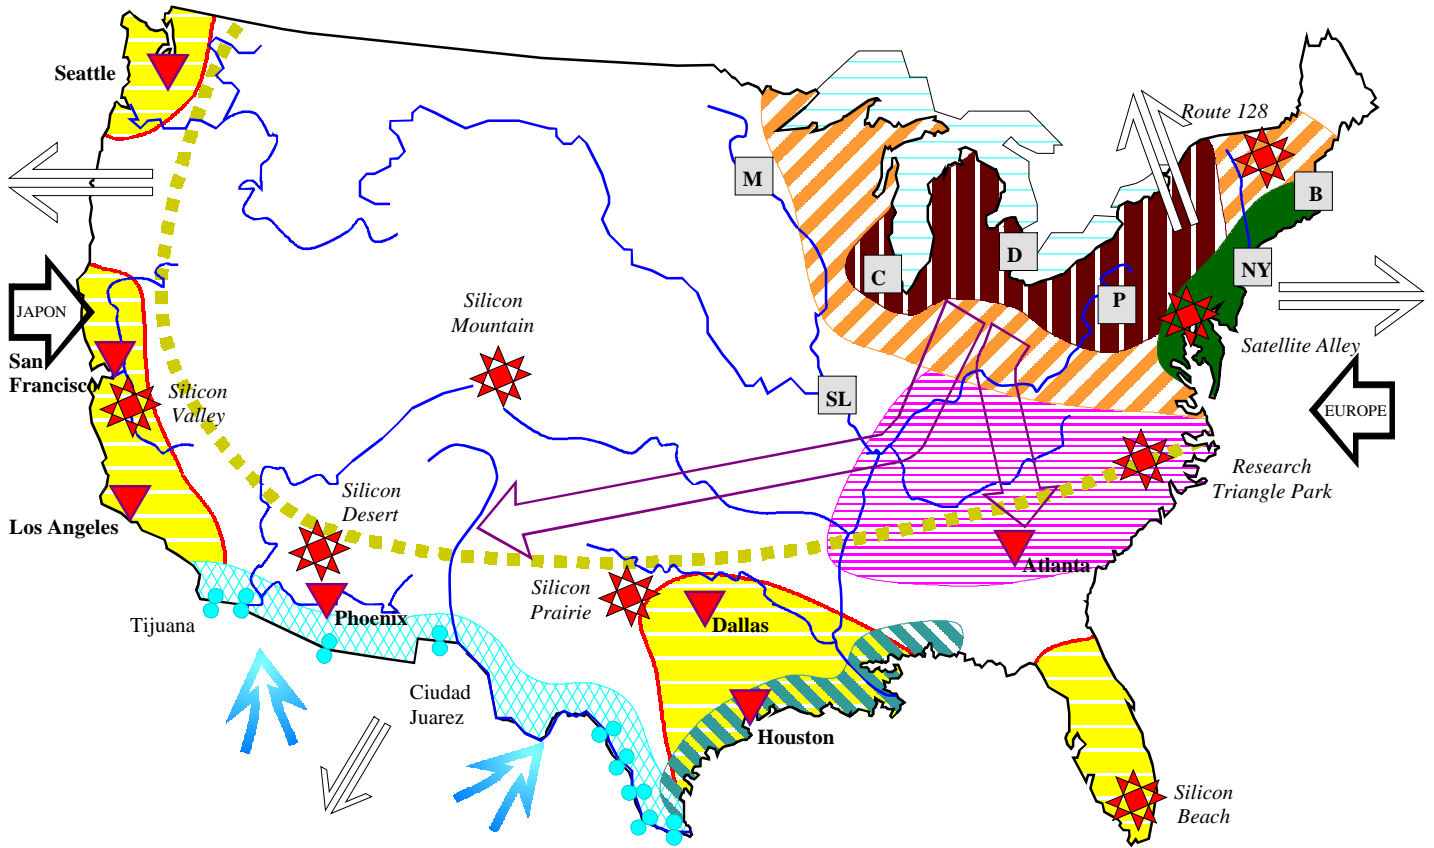 Seattle
Route 128
M
B
D
NY
C
P
JAPON
Silicon
Mountain
Satellite Alley
San
Francisco
Silicon
Valley
SL
EUROPE
Silicon
Desert
Research
Triangle Park
Los Angeles
Atlanta
Silicon
Prairie
Tijuana
Phoenix
Dallas
Ciudad
Juarez
Houston
Silicon
Beach